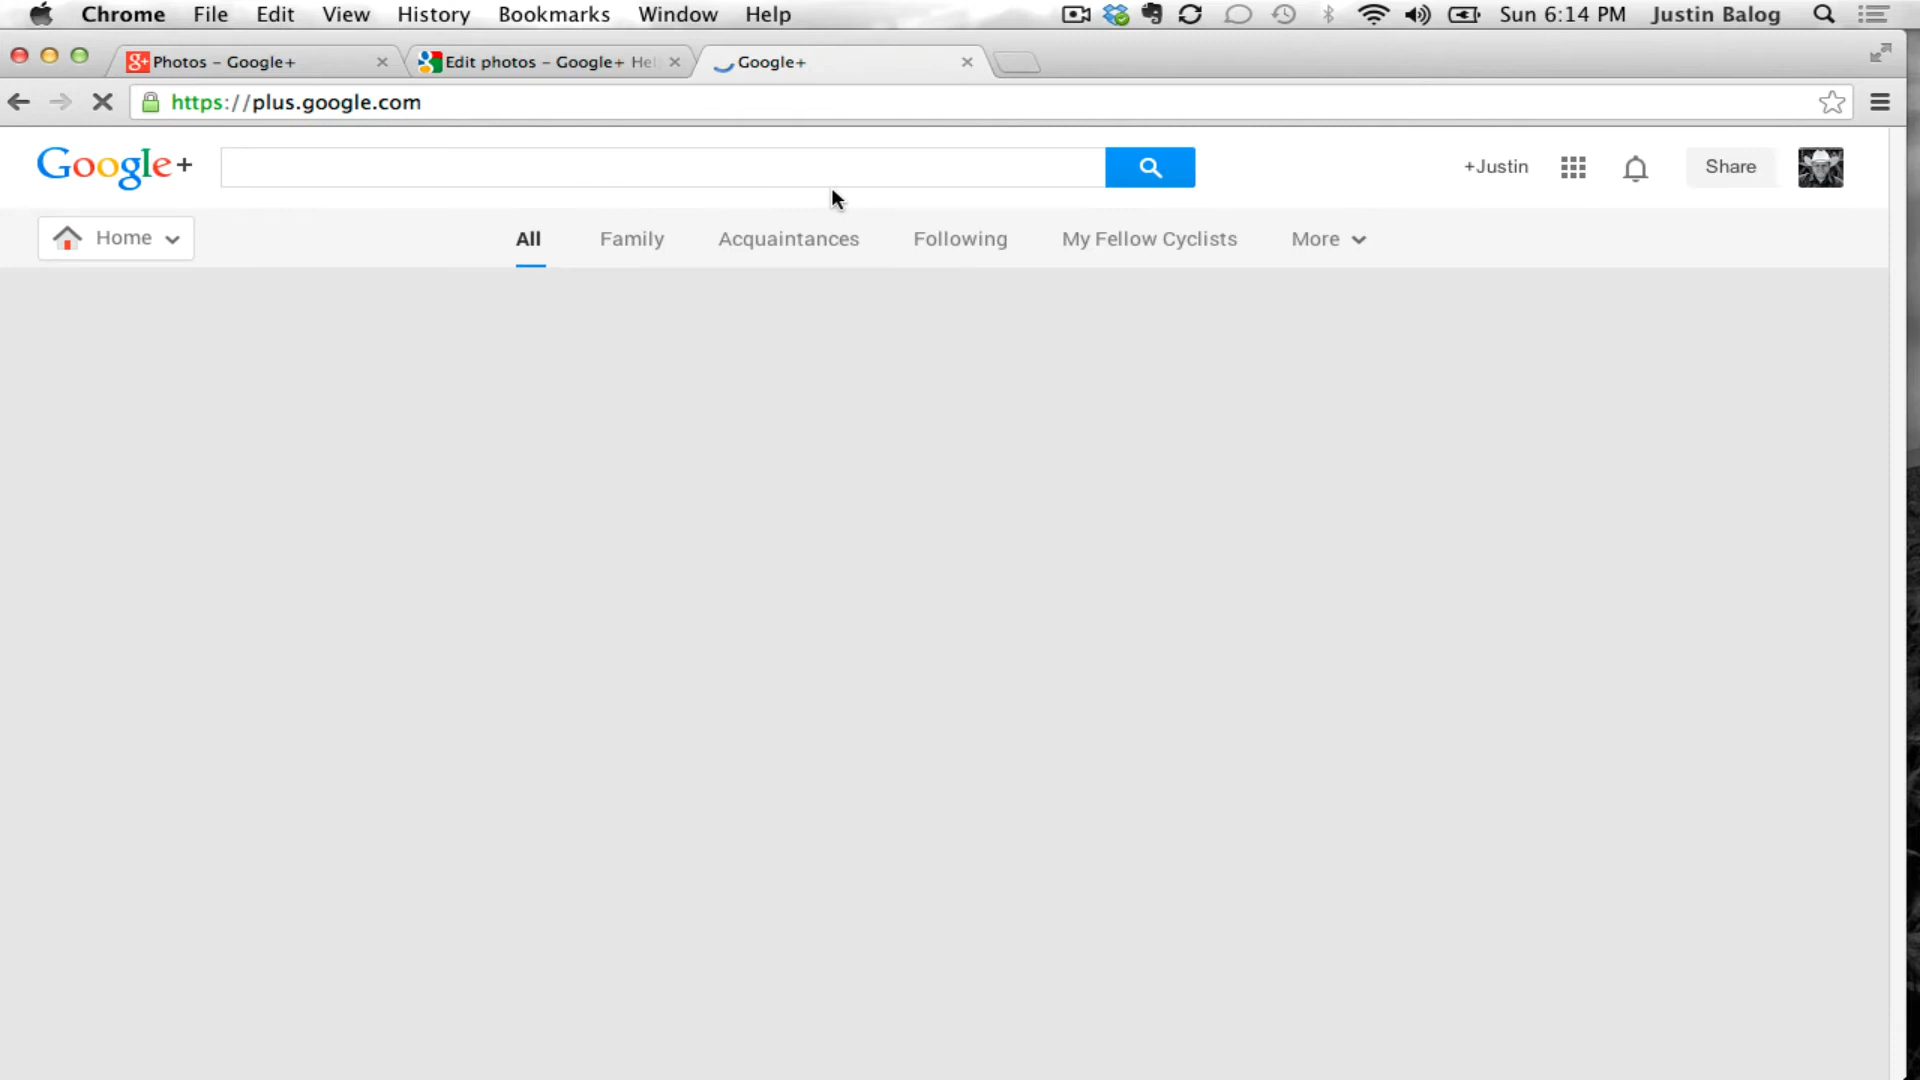 Chrome File Edit View History Bookmarks Window Help Sun 6:14 PM Justin Balog
Photos - Google+ Edit photos - Google+ Hel Google+
https://plus.google.com
Google+ +Justin Share
Home All Family Acquaintances Following My Fellow Cyclists More